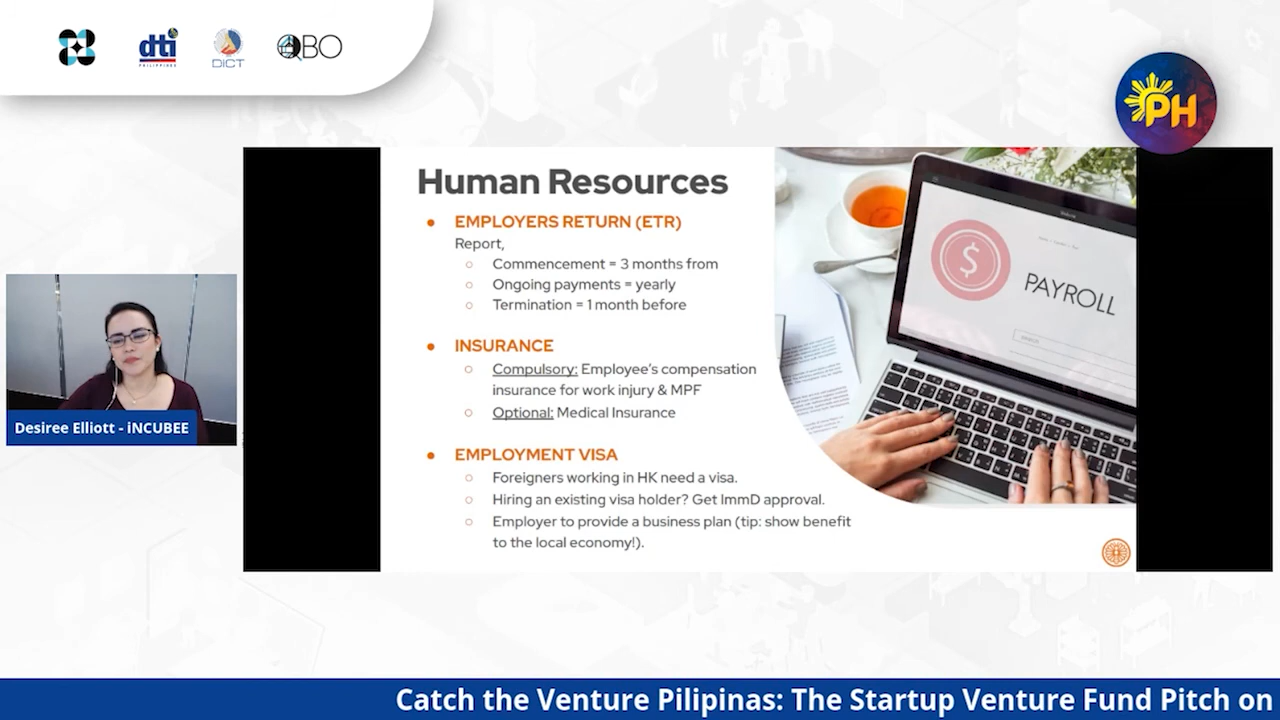 dti
PHILIPPINES
DICT
QBO
PH
Human Resources
● EMPLOYERS RETURN (ETR)
Report,
○ Commencement = 3 months from
○ Ongoing payments = yearly
○ Termination = 1 month before
● INSURANCE
○ Compulsory: Employee's compensation
insurance for work injury & MPF
○ Optional: Medical Insurance
● EMPLOYMENT VISA
○ Foreigners working in HK need a visa.
○ Hiring an existing visa holder? Get ImmD approval.
○ Employer to provide a business plan (tip: show benefit
to the local economy!).
$
PAYROLL
Desiree Elliott - iNCUBEE
Catch the Venture Pilipinas: The Startup Venture Fund Pitch on